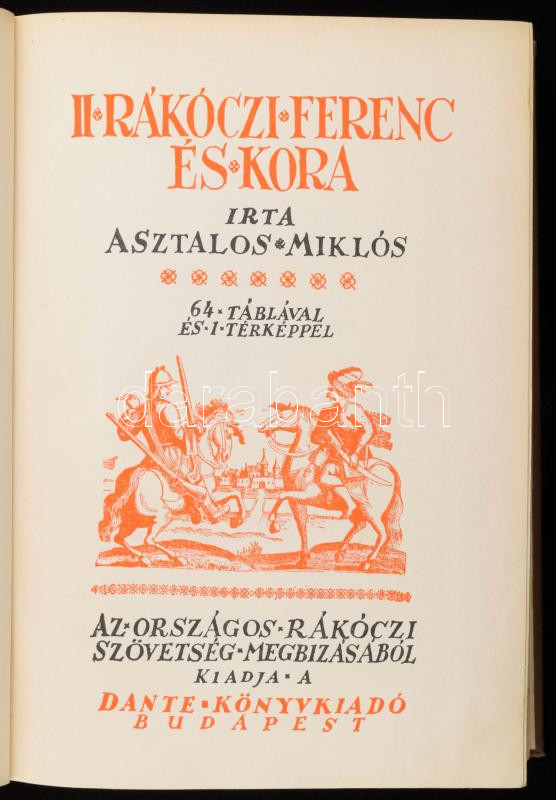 II·RÁKÓCZI·FERENC
ÉS·KORA
IRTA
ASZTALOS·MIKLÓS
64·TÁBLÁVAL
ÉS·1·TÉRKÉPPEL
darabanth
AZ·ORSZÁGOS·RÁKÓCZI
SZÖVETSÉG·MEGBIZÁSÁBÓL
KIADJA·A
DANTE·KÖNYVKIADÓ
BUDAPEST